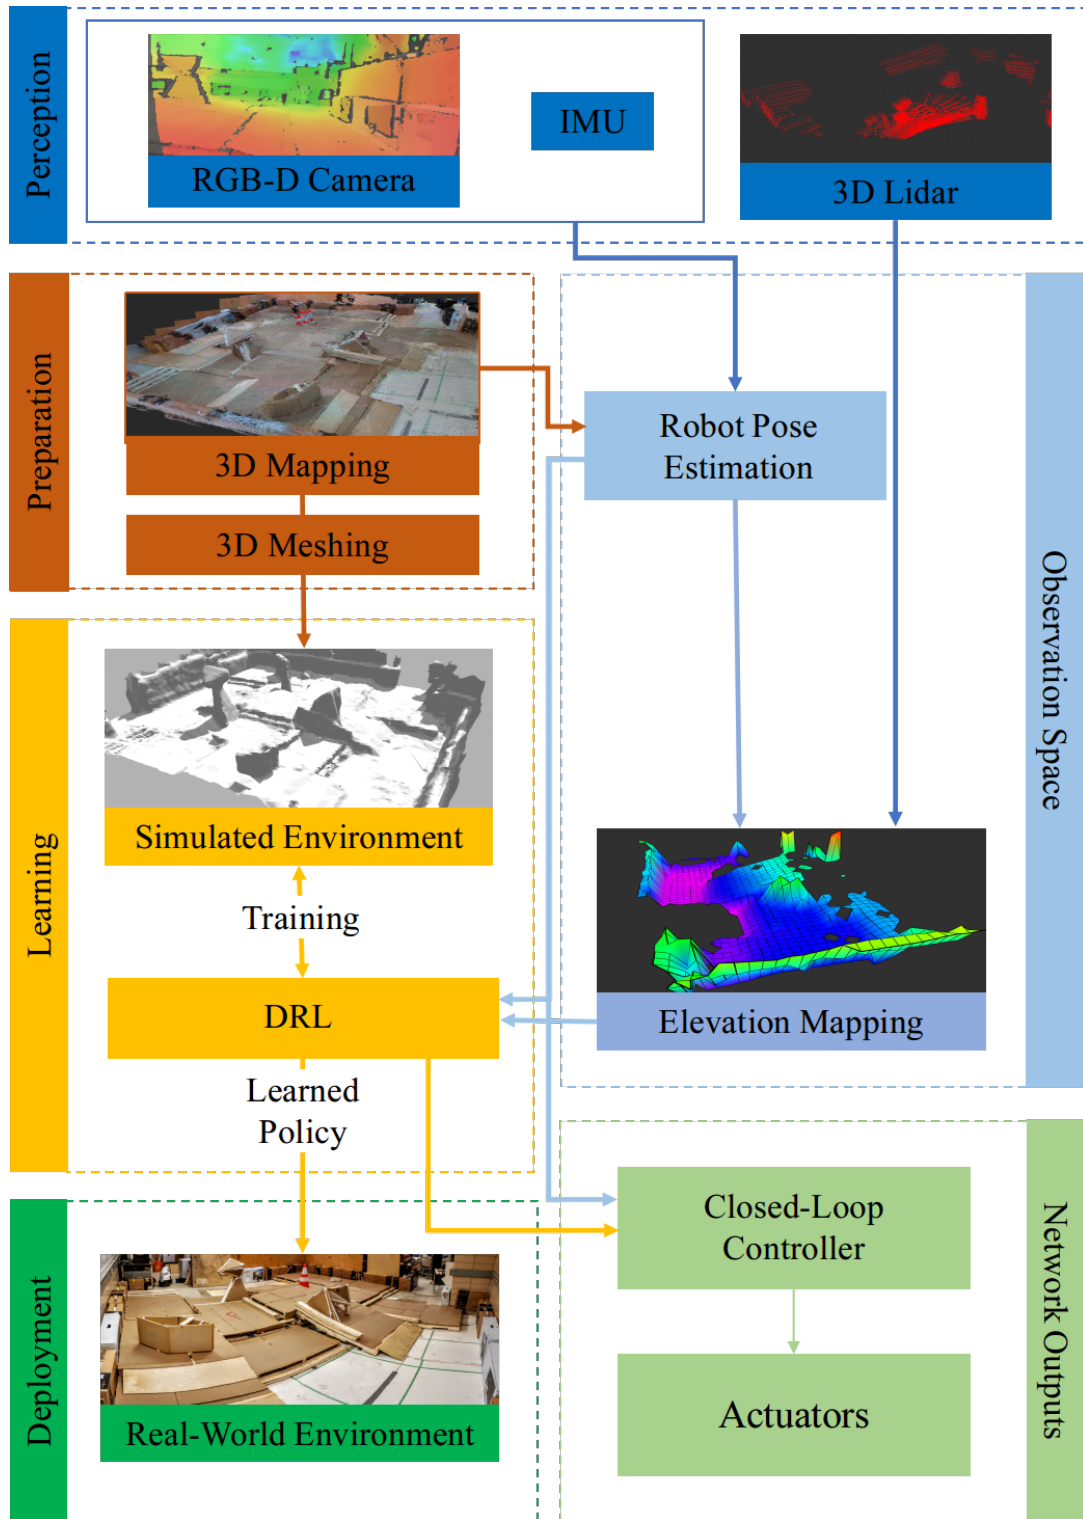 Perception
RGB-D Camera
IMU
3D Lidar
Preparation
3D Mapping
3D Meshing
Robot Pose
Estimation
Observation Space
Learning
Simulated Environment
Training
DRL
Learned
Policy
Elevation Mapping
Deployment
Real-World Environment
Closed-Loop
Controller
Actuators
Network Outputs